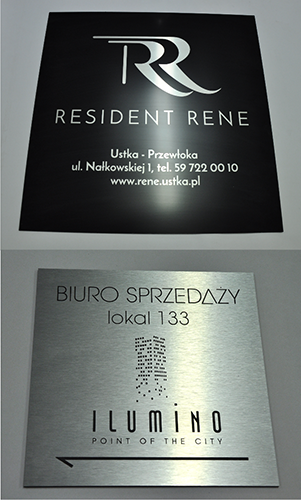 RR
RESIDENT RENE
Ustka - Przewłoka
ul. Nałkowskiej 1, tel. 59 722 00 10
www.rene.ustka.pl
BIURO SPRZEDAŻY
lokal 133
ILUMINO
POINT OF THE CITY